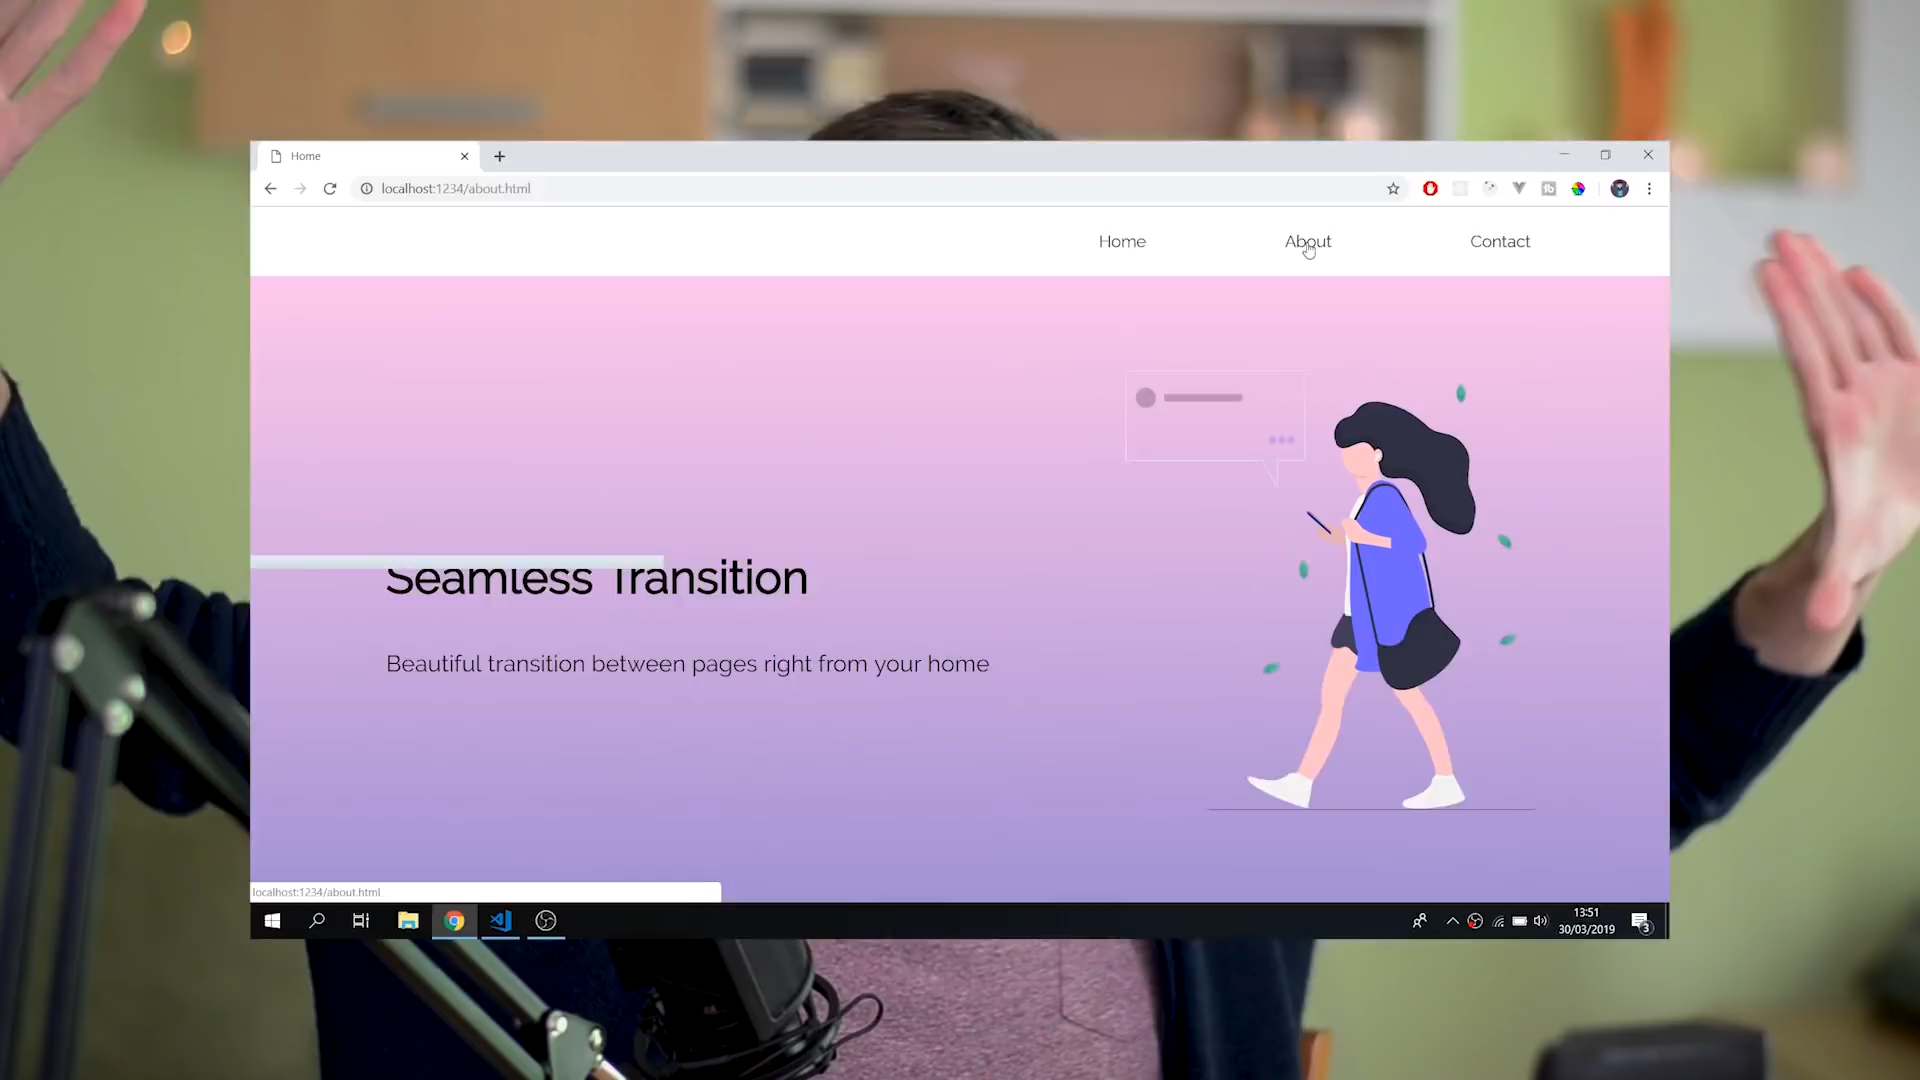 Home
localhost:1234/about.html
Home About Contact
Seamless Transition
Beautiful transition between pages right from your home
localhost:1234/about.html
13:51
30/03/2019
3